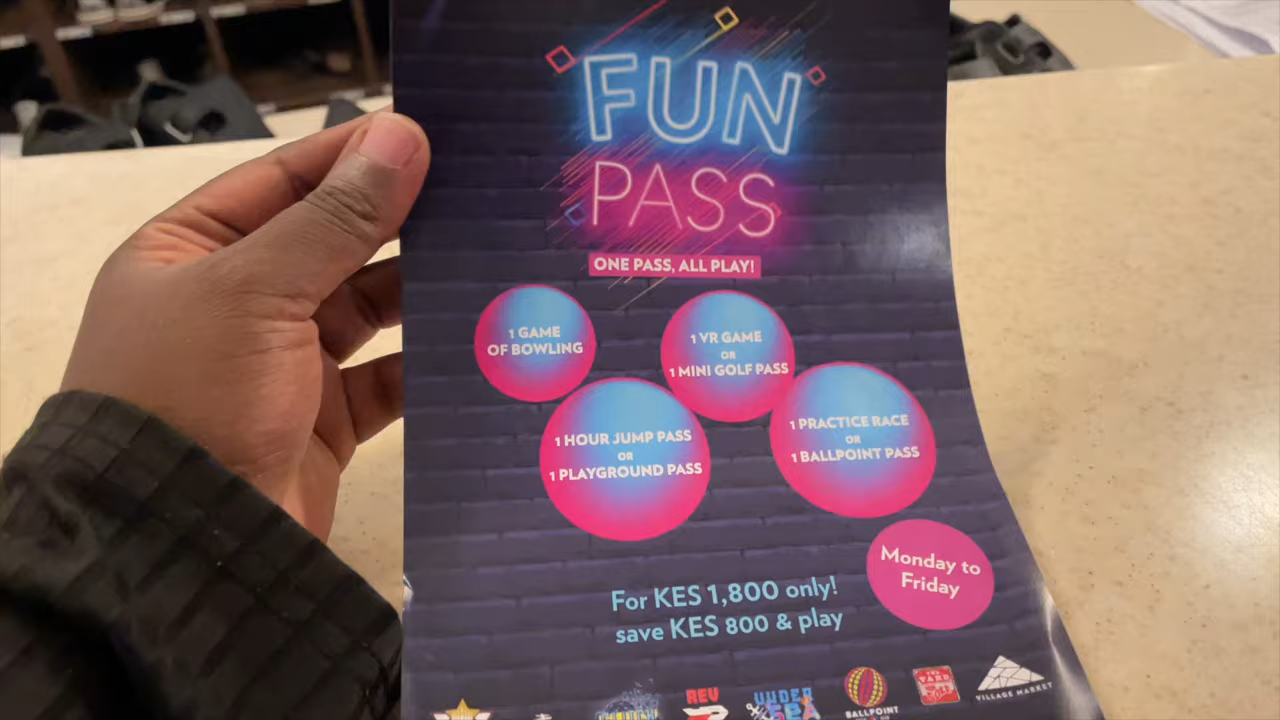 FUN
PASS
ONE PASS, ALL PLAY!
1 GAME
OF BOWLING
1 VR GAME
OR
1 MINI GOLF PASS
1 HOUR JUMP PASS
OR
1 PLAYGROUND PASS
1 PRACTICE RACE
OR
1 BALLPOINT PASS
Monday to
Friday
For KES 1,800 only!
save KES 800 & play
REV
UNDER
SEA
BALLPOINT
THE
YARD
VILLAGE MARKET